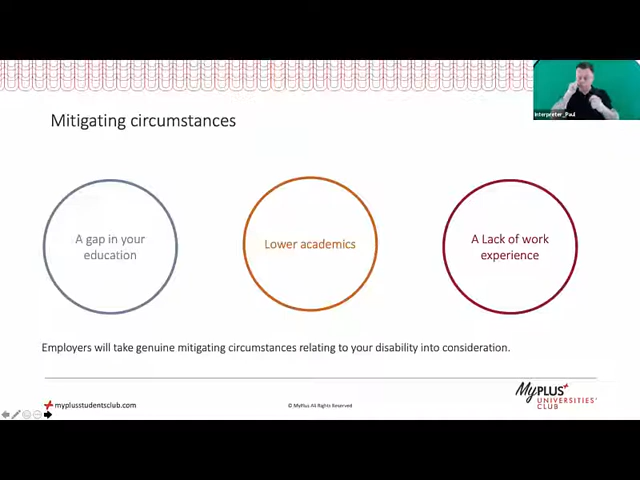 Interpreter_Paul
Mitigating circumstances
A gap in your
education
Lower academics
A Lack of work
experience
Employers will take genuine mitigating circumstances relating to your disability into consideration.
myplusstudentsclub.com
© MyPlus All Rights Reserved
MyPLUS+
UNIVERSITIES'
CLUB